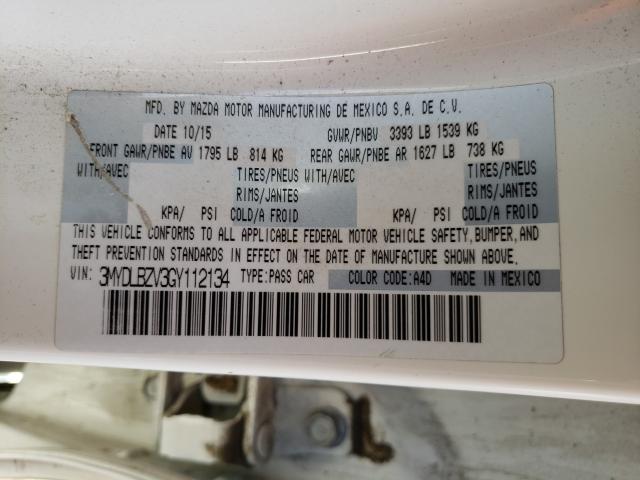 MFD. BY MAZDA MOTOR MANUFACTURING DE MEXICO S.A. DE C.V.
DATE 10/15 GVWR/PNBV 3393 LB 1539 KG
FRONT GAWR/PNBE AV 1795 LB 814 KG REAR GAWR/PNBE AR 1627 LB 738 KG
WITH/AVEC TIRES/PNEUS WITH/AVEC TIRES/PNEUS
RIMS/JANTES RIMS/JANTES
KPA/ PSI COLD/A FROID KPA/ PSI COLD/A FROID
THIS VEHICLE CONFORMS TO ALL APPLICABLE FEDERAL MOTOR VEHICLE SAFETY, BUMPER, AND
THEFT PREVENTION STANDARDS IN EFFECT ON THE DATE OF MANUFACTURE SHOWN ABOVE.
VIN: 3MYDLBZV3GY112134 TYPE:PASS CAR COLOR CODE:A4D MADE IN MEXICO